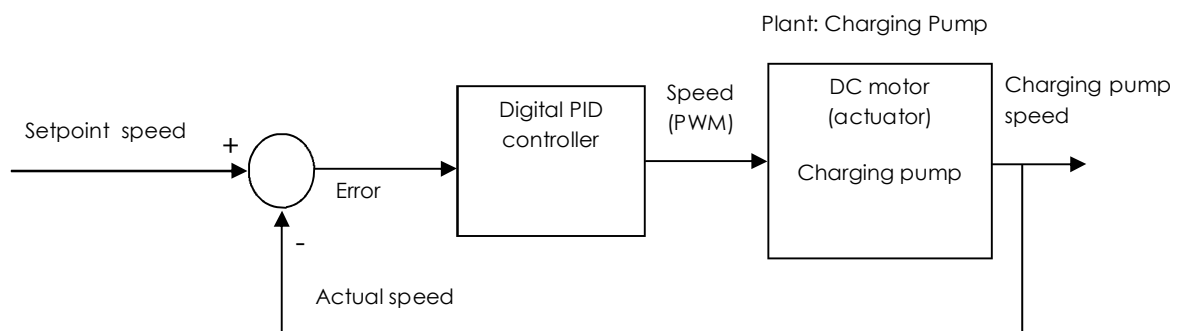 Plant: Charging Pump
Setpoint speed
+
-
Error
Actual speed
Digital PID
controller
Speed
(PWM)
DC motor
(actuator)
Charging pump
Charging pump
speed